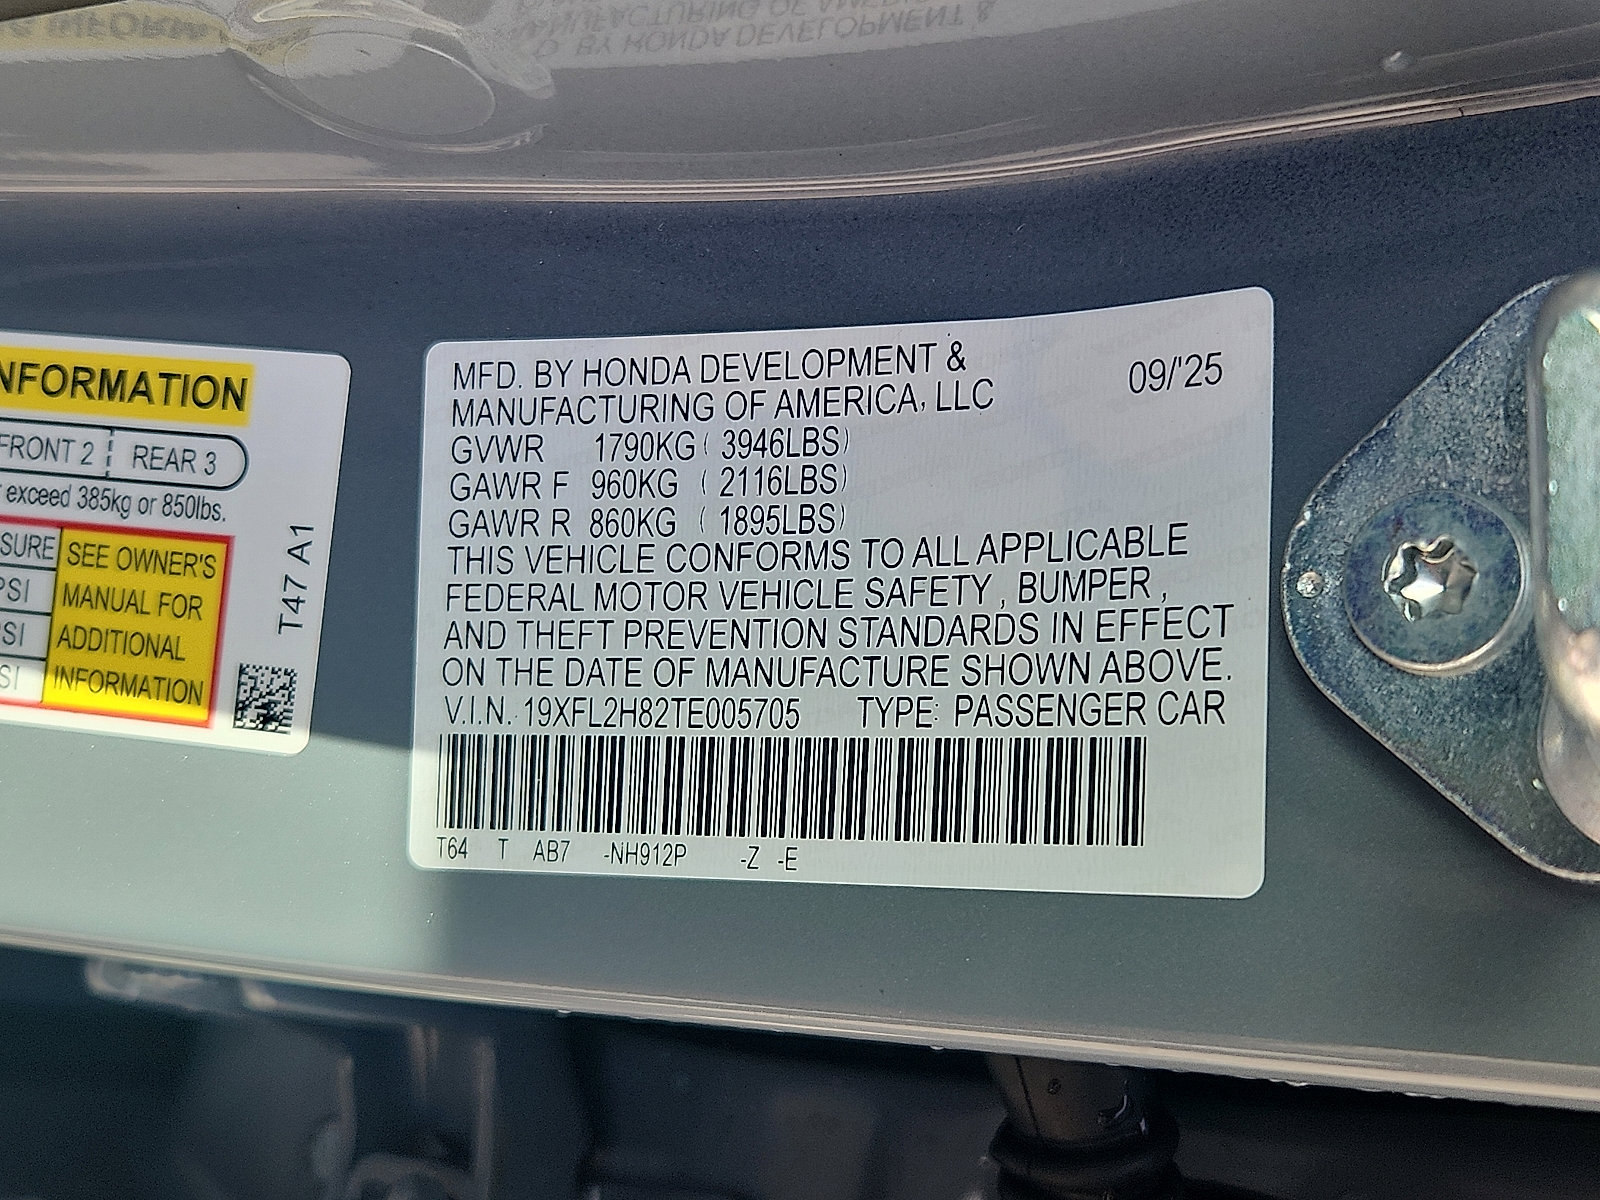 NFORMATION
FRONT 2 REAR 3
exceed 385kg or 850lbs.
SURE
PSI
PSI
SI
SEE OWNER'S
MANUAL FOR
ADDITIONAL
INFORMATION
T47 A1
MFD. BY HONDA DEVELOPMENT &
MANUFACTURING OF AMERICA, LLC
09/'25
GVWR 1790KG ( 3946LBS)
GAWR F 960KG ( 2116LBS)
GAWR R 860KG ( 1895LBS)
THIS VEHICLE CONFORMS TO ALL APPLICABLE
FEDERAL MOTOR VEHICLE SAFETY , BUMPER ,
AND THEFT PREVENTION STANDARDS IN EFFECT
ON THE DATE OF MANUFACTURE SHOWN ABOVE.
V.I.N. 19XFL2H82TE005705 TYPE: PASSENGER CAR
T64 T AB7 -NH912P -Z -E